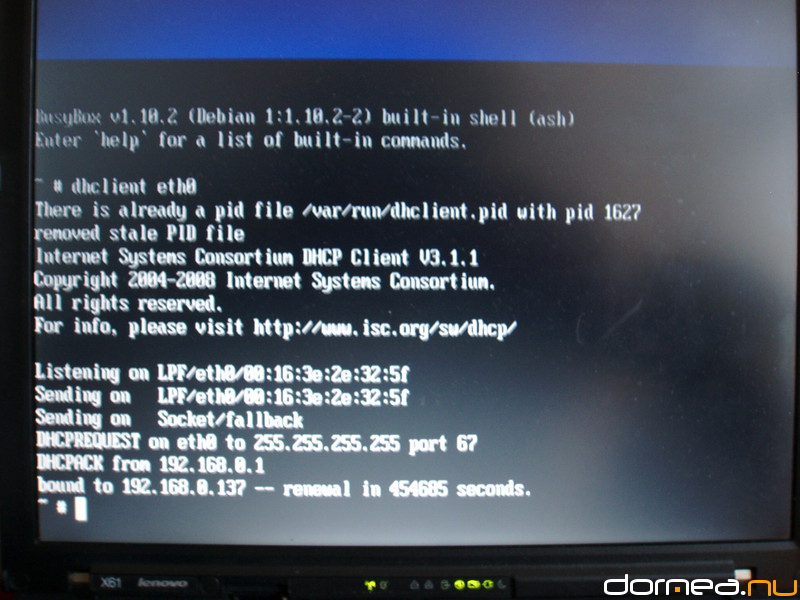 BusyBox v1.10.2 (Debian 1:1.10.2-2) built-in shell (ash)
Enter 'help' for a list of built-in commands.
~ # dhclient eth0
There is already a pid file /var/run/dhclient.pid with pid 1627
removed stale PID file
Internet Systems Consortium DHCP Client V3.1.1
Copyright 2004-2008 Internet Systems Consortium.
All rights reserved.
For info, please visit http://www.isc.org/sw/dhcp/
Listening on LPF/eth0/00:16:3e:2e:32:5f
Sending on   LPF/eth0/00:16:3e:2e:32:5f
Sending on   Socket/fallback
DHCPREQUEST on eth0 to 255.255.255.255 port 67
DHCPACK from 192.168.0.1
bound to 192.168.0.137 -- renewal in 454685 seconds.
~ #
X61 lenovo
dornea.nu